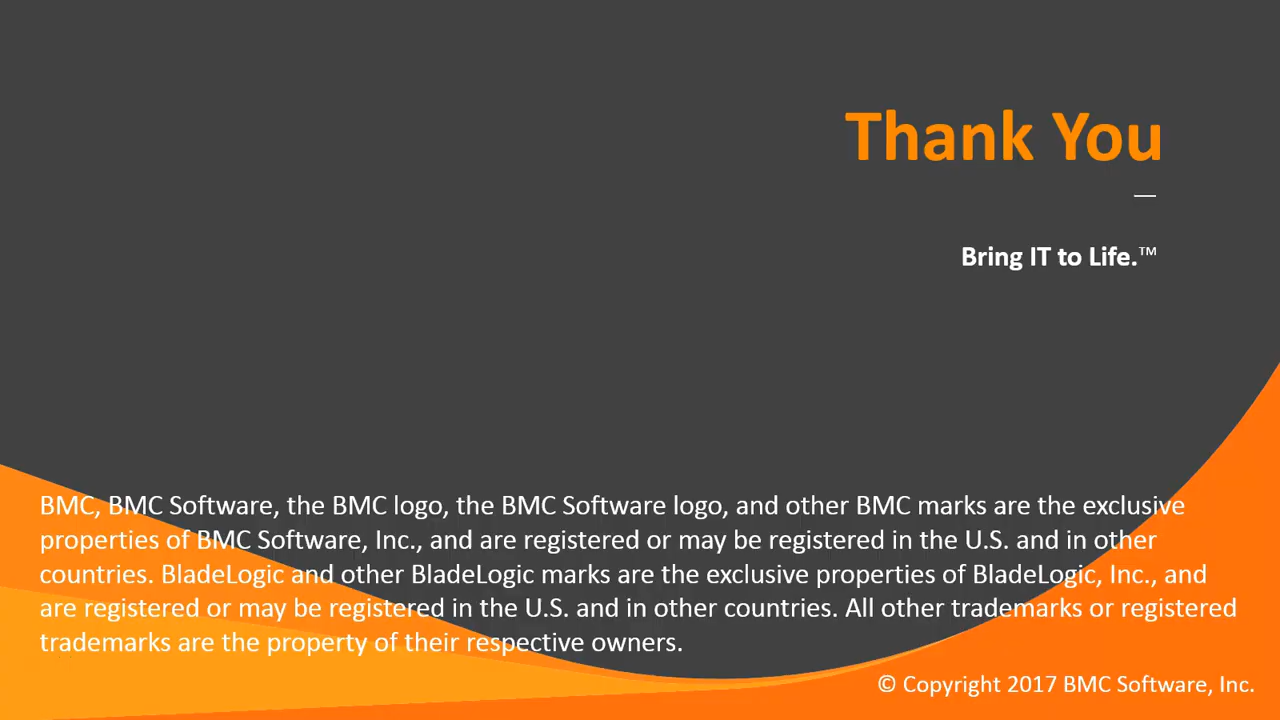 Thank You
Bring IT to Life.™
BMC, BMC Software, the BMC logo, the BMC Software logo, and other BMC marks are the exclusive
properties of BMC Software, Inc., and are registered or may be registered in the U.S. and in other
countries. BladeLogic and other BladeLogic marks are the exclusive properties of BladeLogic, Inc., and
are registered or may be registered in the U.S. and in other countries. All other trademarks or registered
trademarks are the property of their respective owners.
© Copyright 2017 BMC Software, Inc.